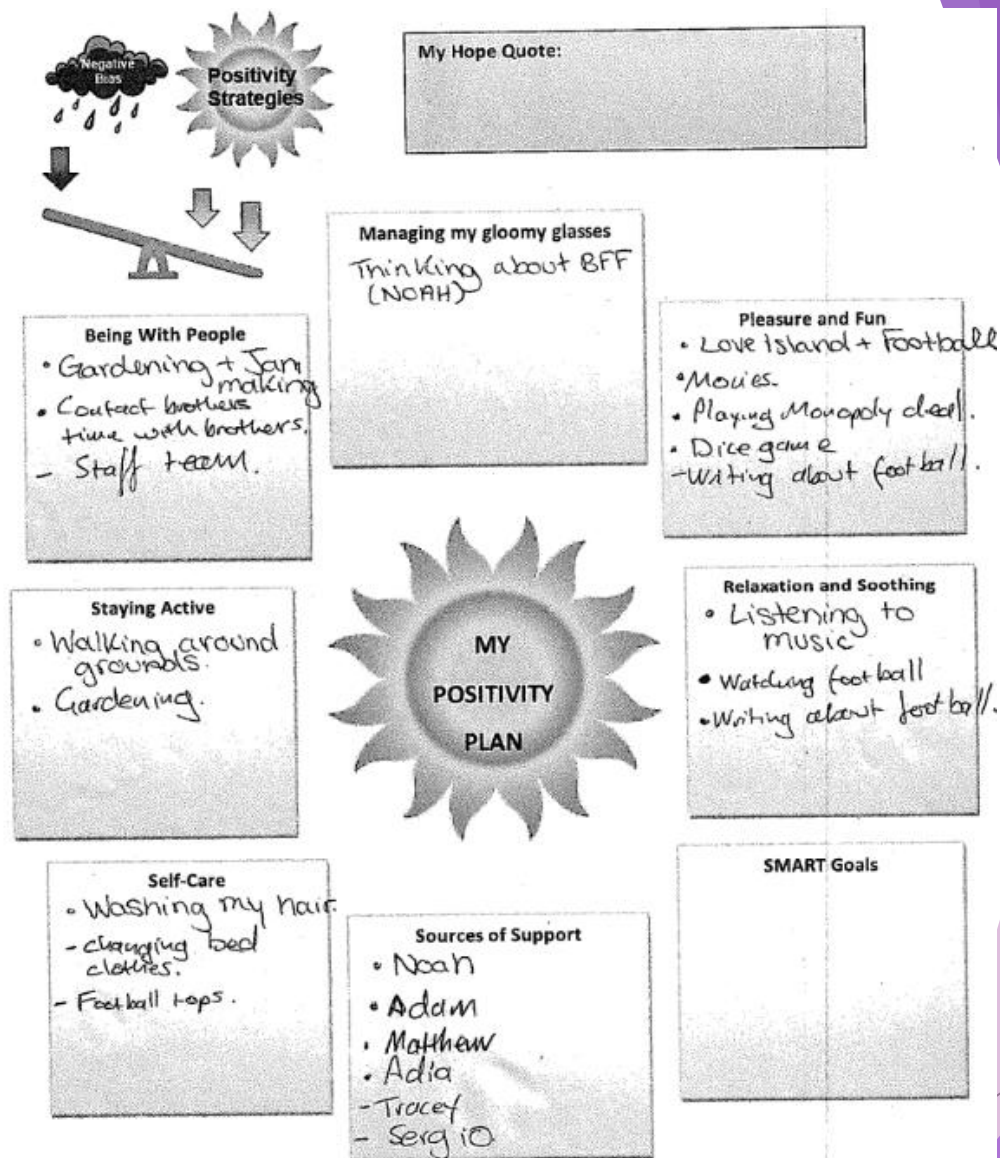 Negative
Bias
Positivity
Strategies
My Hope Quote:
Managing my gloomy glasses
Thinking about BFF
(NOAH)
Being With People
• Gardening + Jam
making
• Contact brothers
time with brothers.
- Staff team.
Pleasure and Fun
• Love Island + Football
• Movies.
• Playing Monopoly deal.
• Dice game
- Writing about football.
Staying Active
• Walking around
grounds.
• Gardening.
MY
POSITIVITY
PLAN
Relaxation and Soothing
• Listening to
music
• Watching football
• Writing about football.
Self-Care
• Washing my hair.
- changing bed
clothes.
- Football tops.
Sources of Support
• Noah
• Adam
• Matthew
• Adia
- Tracey
- Sergio
SMART Goals